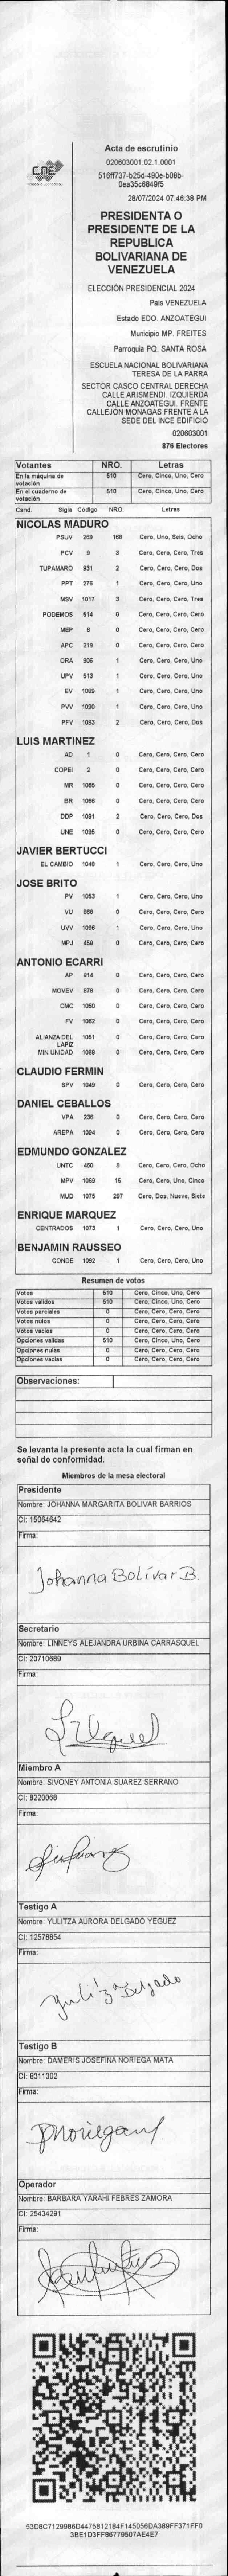 Acta de escrutinio
CNE
020603001.02.1.0001
516ff737-b25d-490e-b08b-
0ea35c6849f5
28/07/2024 07:46:38 PM
PRESIDENTA O
PRESIDENTE DE LA
REPUBLICA
BOLIVARIANA DE
VENEZUELA
ELECCIÓN PRESIDENCIAL 2024
País VENEZUELA
Estado EDO. ANZOATEGUI
Municipio MP. FREITES
Parroquia PQ. SANTA ROSA
ESCUELA NACIONAL BOLIVARIANA
TERESA DE LA PARRA
SECTOR CASCO CENTRAL DERECHA
CALLE ARISMENDI. IZQUIERDA
CALLE ANZOATEGUI. FRENTE
CALLEJÓN MONAGAS FRENTE A LA
SEDE DEL INCE EDIFICIO
020603001
876 Electores
Votantes NRO. Letras
En la máquina de votación 510 Cero, Cinco, Uno, Cero
En el cuaderno de votación 510 Cero, Cinco, Uno, Cero
Cand. Sigla Código NRO. Letras
NICOLAS MADURO
PSUV 269 168 Cero, Uno, Seis, Ocho
PCV 9 3 Cero, Cero, Cero, Tres
TUPAMARO 931 2 Cero, Cero, Cero, Dos
PPT 276 1 Cero, Cero, Cero, Uno
MSV 1017 3 Cero, Cero, Cero, Tres
PODEMOS 514 0 Cero, Cero, Cero, Cero
MEP 6 0 Cero, Cero, Cero, Cero
APC 219 0 Cero, Cero, Cero, Cero
ORA 906 1 Cero, Cero, Cero, Uno
UPV 513 1 Cero, Cero, Cero, Uno
EV 1069 1 Cero, Cero, Cero, Uno
PVV 1090 1 Cero, Cero, Cero, Uno
PFV 1093 2 Cero, Cero, Cero, Dos
LUIS MARTINEZ
AD 1 0 Cero, Cero, Cero, Cero
COPEI 2 0 Cero, Cero, Cero, Cero
MR 1065 0 Cero, Cero, Cero, Cero
BR 1066 0 Cero, Cero, Cero, Cero
DDP 1091 2 Cero, Cero, Cero, Dos
UNE 1095 0 Cero, Cero, Cero, Cero
JAVIER BERTUCCI
EL CAMBIO 1048 1 Cero, Cero, Cero, Uno
JOSE BRITO
PV 1053 1 Cero, Cero, Cero, Uno
VU 868 0 Cero, Cero, Cero, Cero
UVV 1096 1 Cero, Cero, Cero, Uno
MPJ 458 0 Cero, Cero, Cero, Cero
ANTONIO ECARRI
AP 814 0 Cero, Cero, Cero, Cero
MOVEV 878 0 Cero, Cero, Cero, Cero
CMC 1050 0 Cero, Cero, Cero, Cero
FV 1062 0 Cero, Cero, Cero, Cero
ALIANZA DEL LAPIZ 1051 0 Cero, Cero, Cero, Cero
MIN UNIDAD 1068 0 Cero, Cero, Cero, Cero
CLAUDIO FERMIN
SPV 1049 0 Cero, Cero, Cero, Cero
DANIEL CEBALLOS
VPA 236 0 Cero, Cero, Cero, Cero
AREPA 1094 0 Cero, Cero, Cero, Cero
EDMUNDO GONZALEZ
UNTC 460 8 Cero, Cero, Cero, Ocho
MPV 1069 15 Cero, Cero, Uno, Cinco
MUD 1075 297 Cero, Dos, Nueve, Siete
ENRIQUE MARQUEZ
CENTRADOS 1073 1 Cero, Cero, Cero, Uno
BENJAMIN RAUSSEO
CONDE 1092 1 Cero, Cero, Cero, Uno
Resumen de votos
Votos 510 Cero, Cinco, Uno, Cero
Votos validos 510 Cero, Cinco, Uno, Cero
Votos parciales 0 Cero, Cero, Cero, Cero
Votos nulos 0 Cero, Cero, Cero, Cero
Votos vacios 0 Cero, Cero, Cero, Cero
Opciones validas 510 Cero, Cinco, Uno, Cero
Opciones nulas 0 Cero, Cero, Cero, Cero
Opciones vacias 0 Cero, Cero, Cero, Cero
Observaciones:
Se levanta la presente acta la cual firman en
señal de conformidad.
Miembros de la mesa electoral
Presidente
Nombre: JOHANNA MARGARITA BOLIVAR BARRIOS
CI: 15064642
Firma:
Johanna Bolívar B.
Secretario
Nombre: LINNEYS ALEJANDRA URBINA CARRASQUEL
CI: 20710689
Firma:
Miembro A
Nombre: SIVONEY ANTONIA SUAREZ SERRANO
CI: 8220068
Firma:
Testigo A
Nombre: YULITZA AURORA DELGADO YEGUEZ
CI: 12578854
Firma:
Yulitza Delgado
Testigo B
Nombre: DAMERIS JOSEFINA NORIEGA MATA
CI: 8311302
Firma:
Operador
Nombre: BARBARA YARAHI FEBRES ZAMORA
CI: 25434291
Firma:
53D8C7129986D4475812184F145056DA389FF371FF0
3BE1D3FF86779507AE4E7